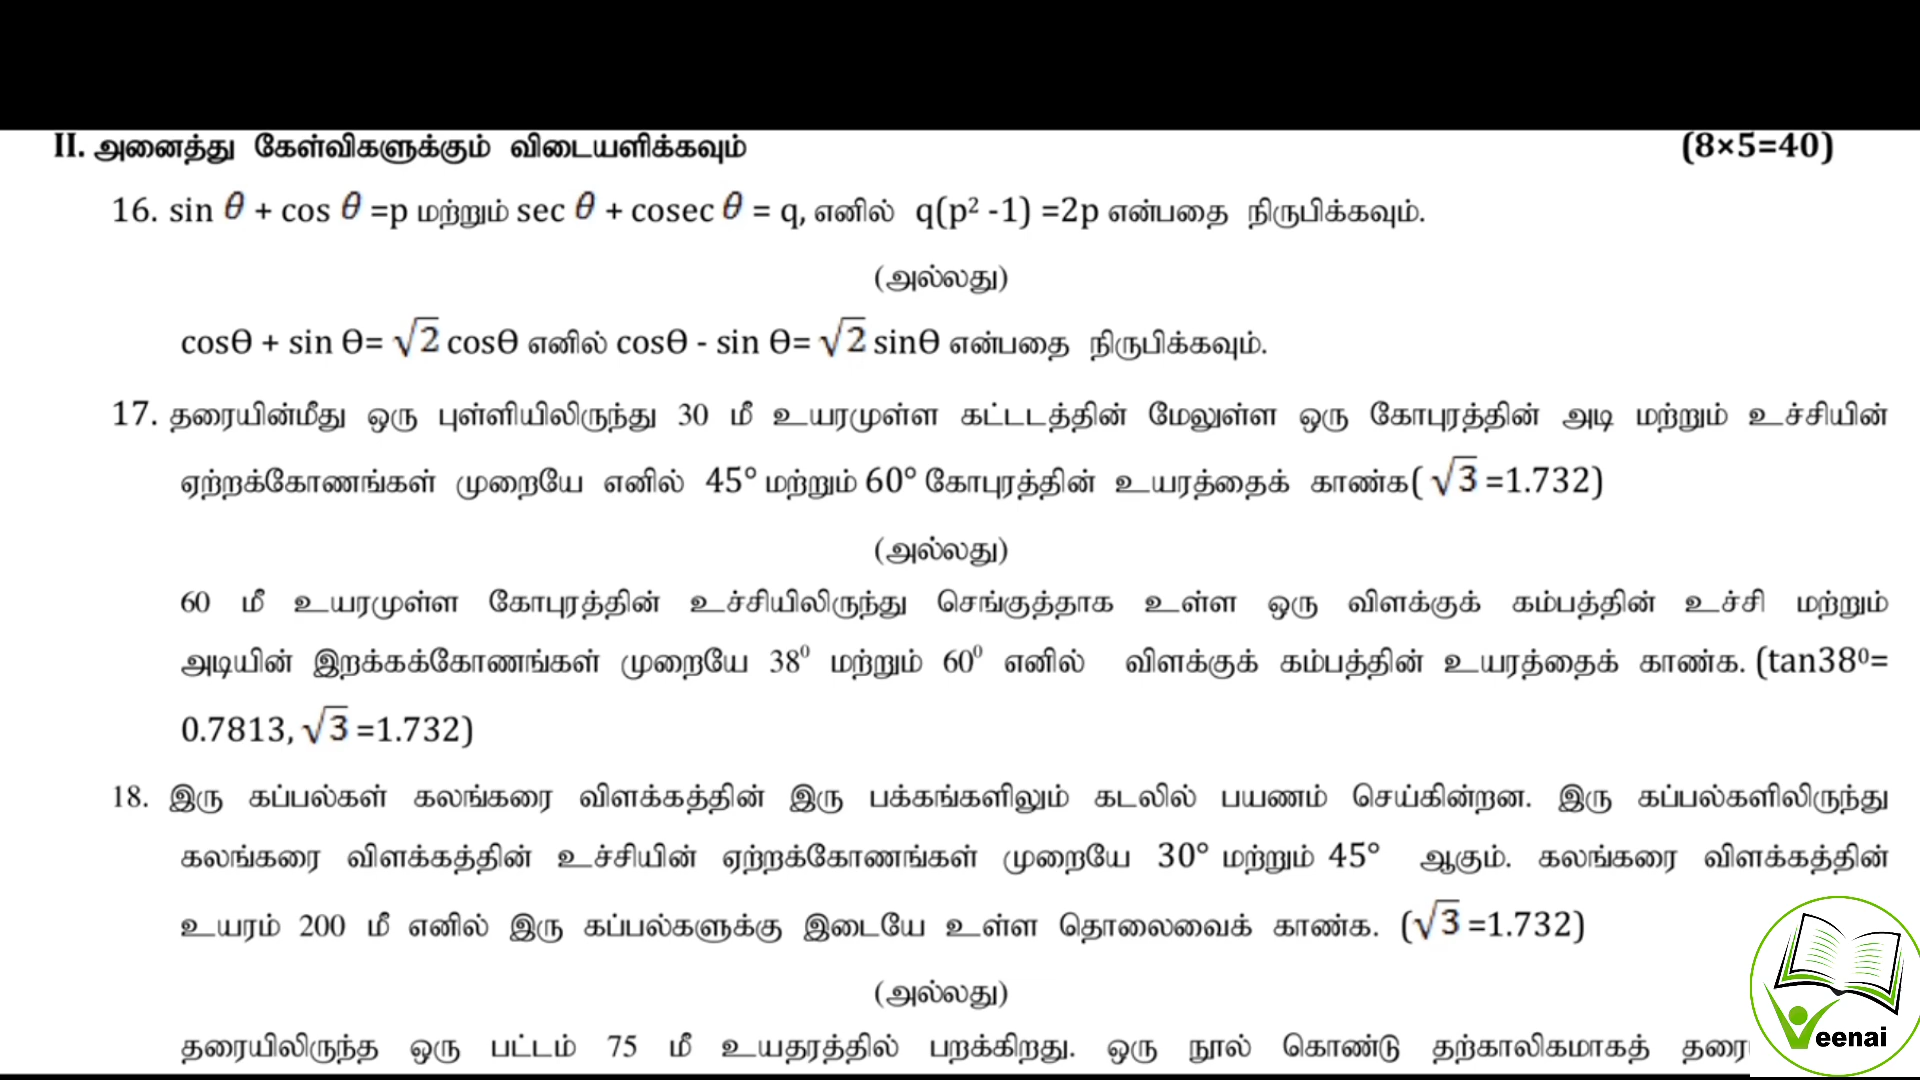 II. அனைத்து கேள்விகளுக்கும் விடையளிக்கவும் (8×5=40)
16. sin θ + cos θ =p மற்றும் sec θ + cosec θ = q, எனில் q(p² -1) =2p என்பதை நிருபிக்கவும்.
(அல்லது)
cosΘ + sin Θ= √2 cosΘ எனில் cosΘ - sin Θ= √2 sinΘ என்பதை நிருபிக்கவும்.
17. தரையின்மீது ஒரு புள்ளியிலிருந்து 30 மீ உயரமுள்ள கட்டடத்தின் மேலுள்ள ஒரு கோபுரத்தின் அடி மற்றும் உச்சியின்
ஏற்றக்கோணங்கள் முறையே எனில் 45° மற்றும் 60° கோபுரத்தின் உயரத்தைக் காண்க( √3 =1.732)
(அல்லது)
60 மீ உயரமுள்ள கோபுரத்தின் உச்சியிலிருந்து செங்குத்தாக உள்ள ஒரு விளக்குக் கம்பத்தின் உச்சி மற்றும்
அடியின் இறக்கக்கோணங்கள் முறையே 38⁰ மற்றும் 60⁰ எனில் விளக்குக் கம்பத்தின் உயரத்தைக் காண்க. (tan38⁰=
0.7813, √3 =1.732)
18. இரு கப்பல்கள் கலங்கரை விளக்கத்தின் இரு பக்கங்களிலும் கடலில் பயணம் செய்கின்றன. இரு கப்பல்களிலிருந்து
கலங்கரை விளக்கத்தின் உச்சியின் ஏற்றக்கோணங்கள் முறையே 30° மற்றும் 45° ஆகும். கலங்கரை விளக்கத்தின்
உயரம் 200 மீ எனில் இரு கப்பல்களுக்கு இடையே உள்ள தொலைவைக் காண்க. (√3 =1.732)
(அல்லது)
தரையிலிருந்த ஒரு பட்டம் 75 மீ உயதரத்தில் பறக்கிறது. ஒரு நூல் கொண்டு தற்காலிகமாகத்
Veenai